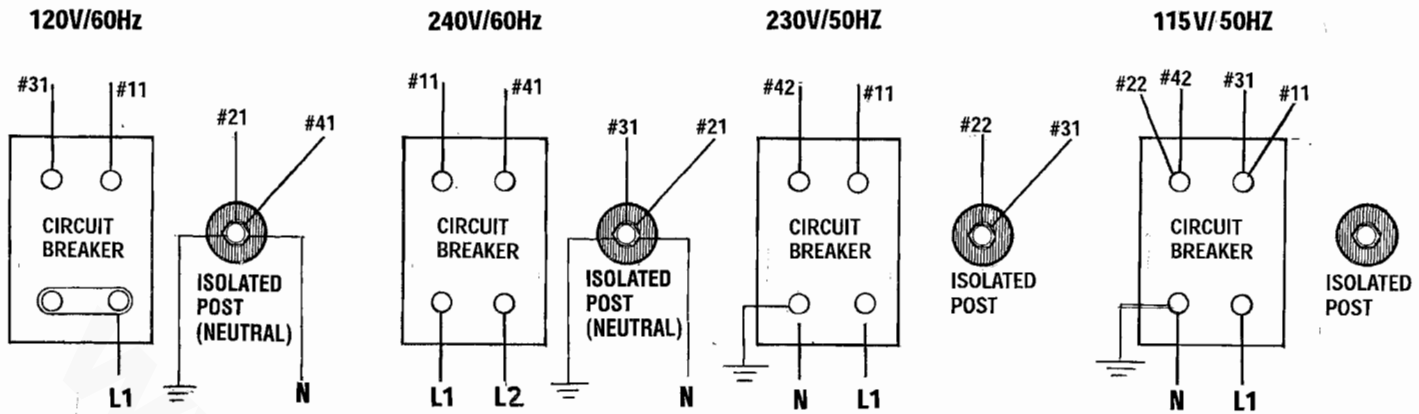 120V/60Hz
#31
#11
#21
#41
CIRCUIT
BREAKER
ISOLATED
POST
(NEUTRAL)
L1
N
240V/60Hz
#11
#41
#31
#21
CIRCUIT
BREAKER
ISOLATED
POST
(NEUTRAL)
L1
L2
N
230V/50HZ
#42
#11
#22
#31
CIRCUIT
BREAKER
ISOLATED
POST
N
L1
115V/50HZ
#22
#42
#31
#11
CIRCUIT
BREAKER
ISOLATED
POST
N
L1